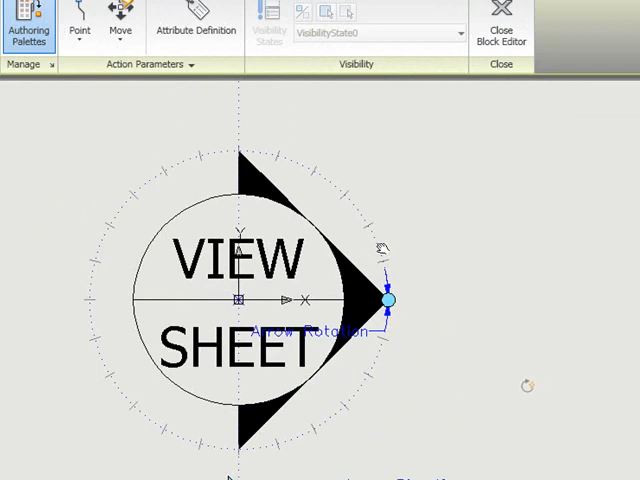 Authoring Palettes
Point
Move
Attribute Definition
Visibility States
VisibilityState0
Close Block Editor
Manage
Action Parameters
Visibility
Close
VIEW
Y
X
Arrow Rotation
SHEET